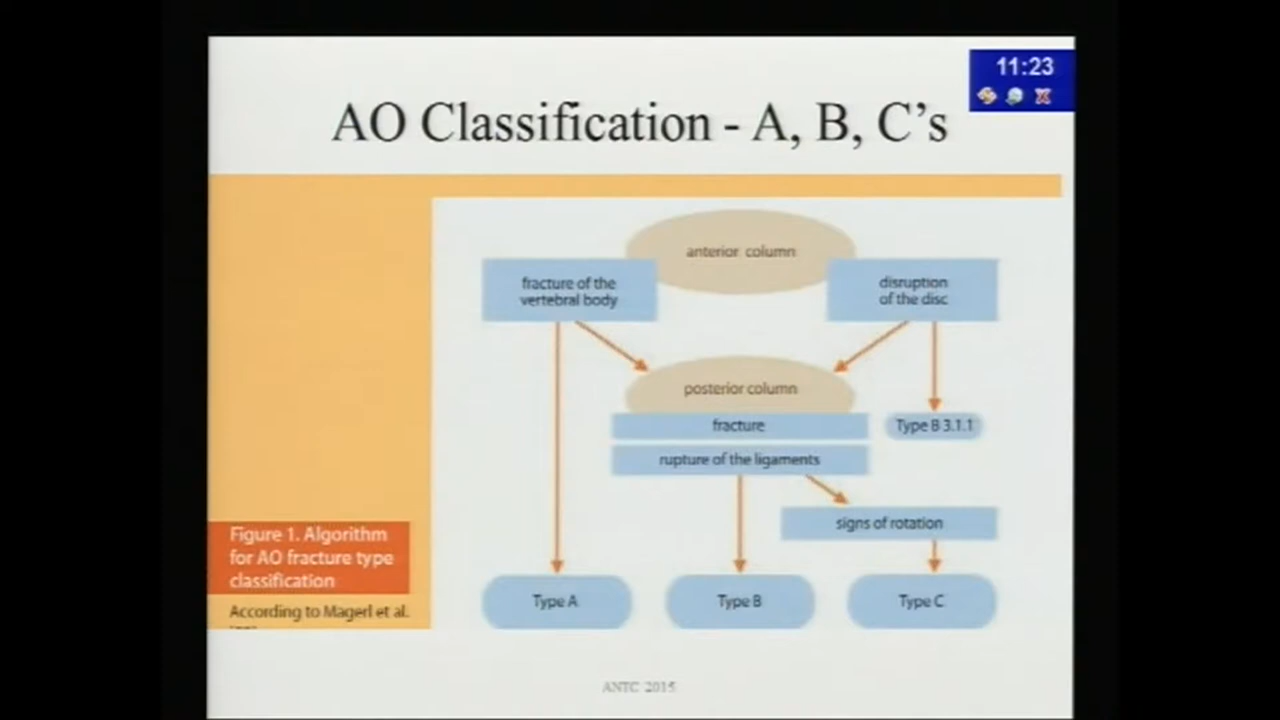 11:23
AO Classification - A, B, C's
anterior column
fracture of the
vertebral body
disruption
of the disc
posterior column
fracture
Type B 3.1.1
rupture of the ligaments
signs of rotation
Figure 1. Algorithm
for AO fracture type
classification
According to Magerl et al.
Type A
Type B
Type C
ANTC 2015